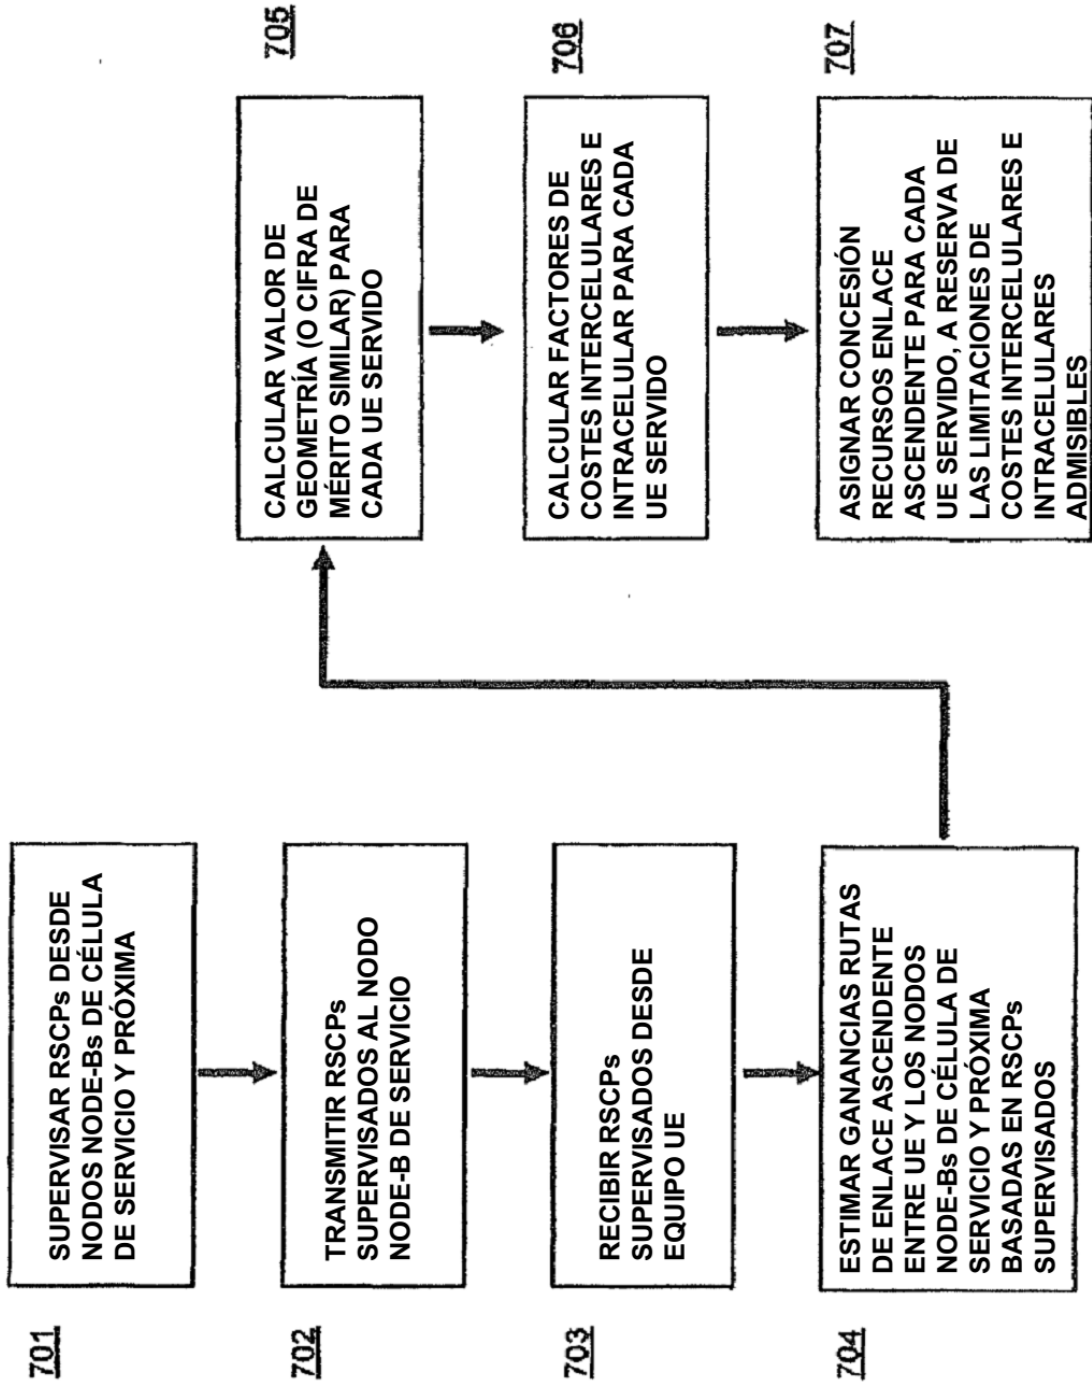 701
SUPERVISAR RSCPs DESDE
NODOS NODE-Bs DE CÉLULA
DE SERVICIO Y PRÓXIMA
702
TRANSMITIR RSCPs
SUPERVISADOS AL NODO
NODE-B DE SERVICIO
703
RECIBIR RSCPs
SUPERVISADOS DESDE
EQUIPO UE
704
ESTIMAR GANANCIAS RUTAS
DE ENLACE ASCENDENTE
ENTRE UE Y LOS NODOS
NODE-Bs DE CÉLULA DE
SERVICIO Y PRÓXIMA
BASADAS EN RSCPs
SUPERVISADOS
705
CALCULAR VALOR DE
GEOMETRÍA (O CIFRA DE
MÉRITO SIMILAR) PARA
CADA UE SERVIDO
706
CALCULAR FACTORES DE
COSTES INTERCELULARES E
INTRACELULAR PARA CADA
UE SERVIDO
707
ASIGNAR CONCESIÓN
RECURSOS ENLACE
ASCENDENTE PARA CADA
UE SERVIDO, A RESERVA DE
LAS LIMITACIONES DE
COSTES INTERCELULARES E
INTRACELULARES
ADMISIBLES